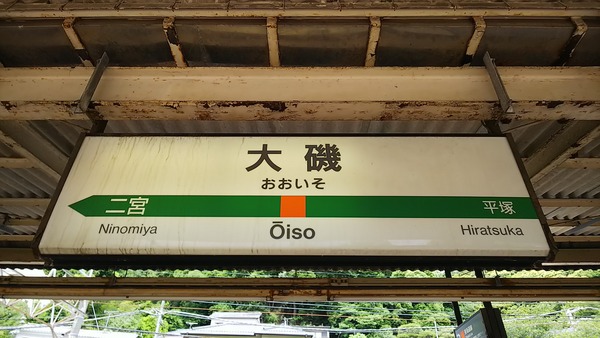 大磯
おおいそ
二宮 平塚
Ninomiya Ōiso Hiratsuka